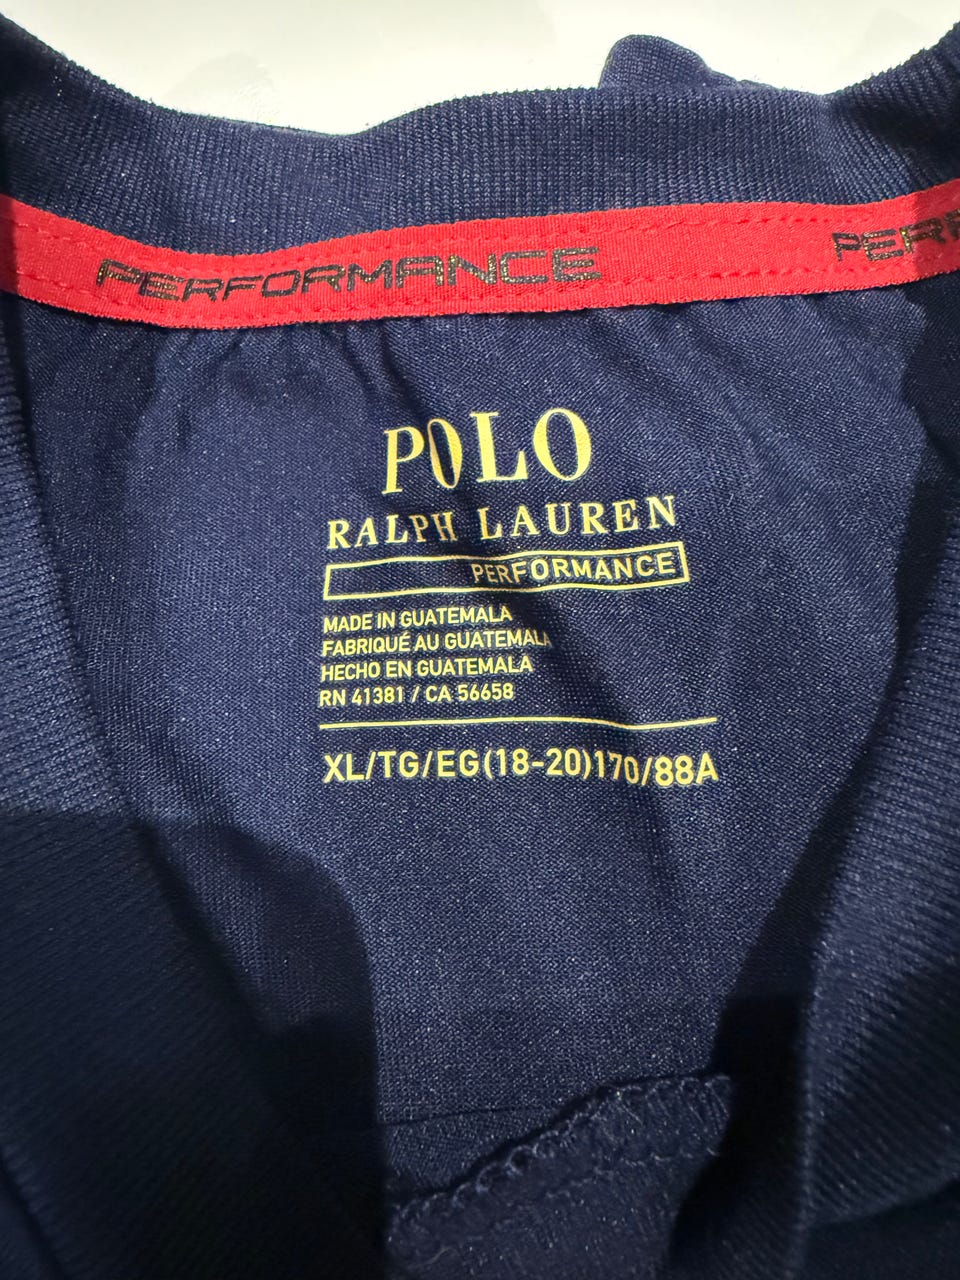 PERFORMANCE PERF
POLO
RALPH LAUREN
PERFORMANCE
MADE IN GUATEMALA
FABRIQUÉ AU GUATEMALA
HECHO EN GUATEMALA
RN 41381 / CA 56658
XL/TG/EG(18-20)170/88A